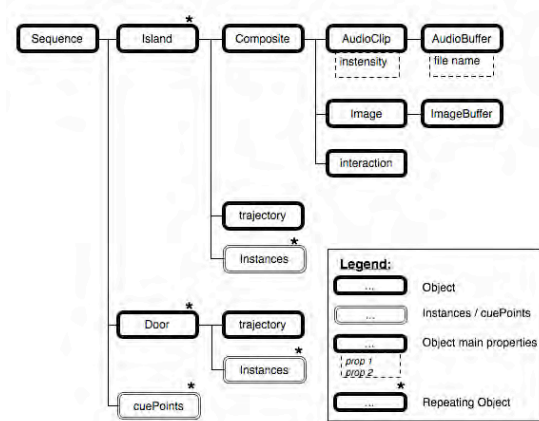 *
Sequence
Island
Composite
AudioClip
AudioBuffer
instensity
file name
Image
ImageBuffer
interaction
trajectory
*
Instances
Legend:
...
Object
...
Instances / cuePoints
*
Door
trajectory
...
Object main properties
prop 1
prop 2
*
Instances
*
cuePoints
*
...
Repeating Object